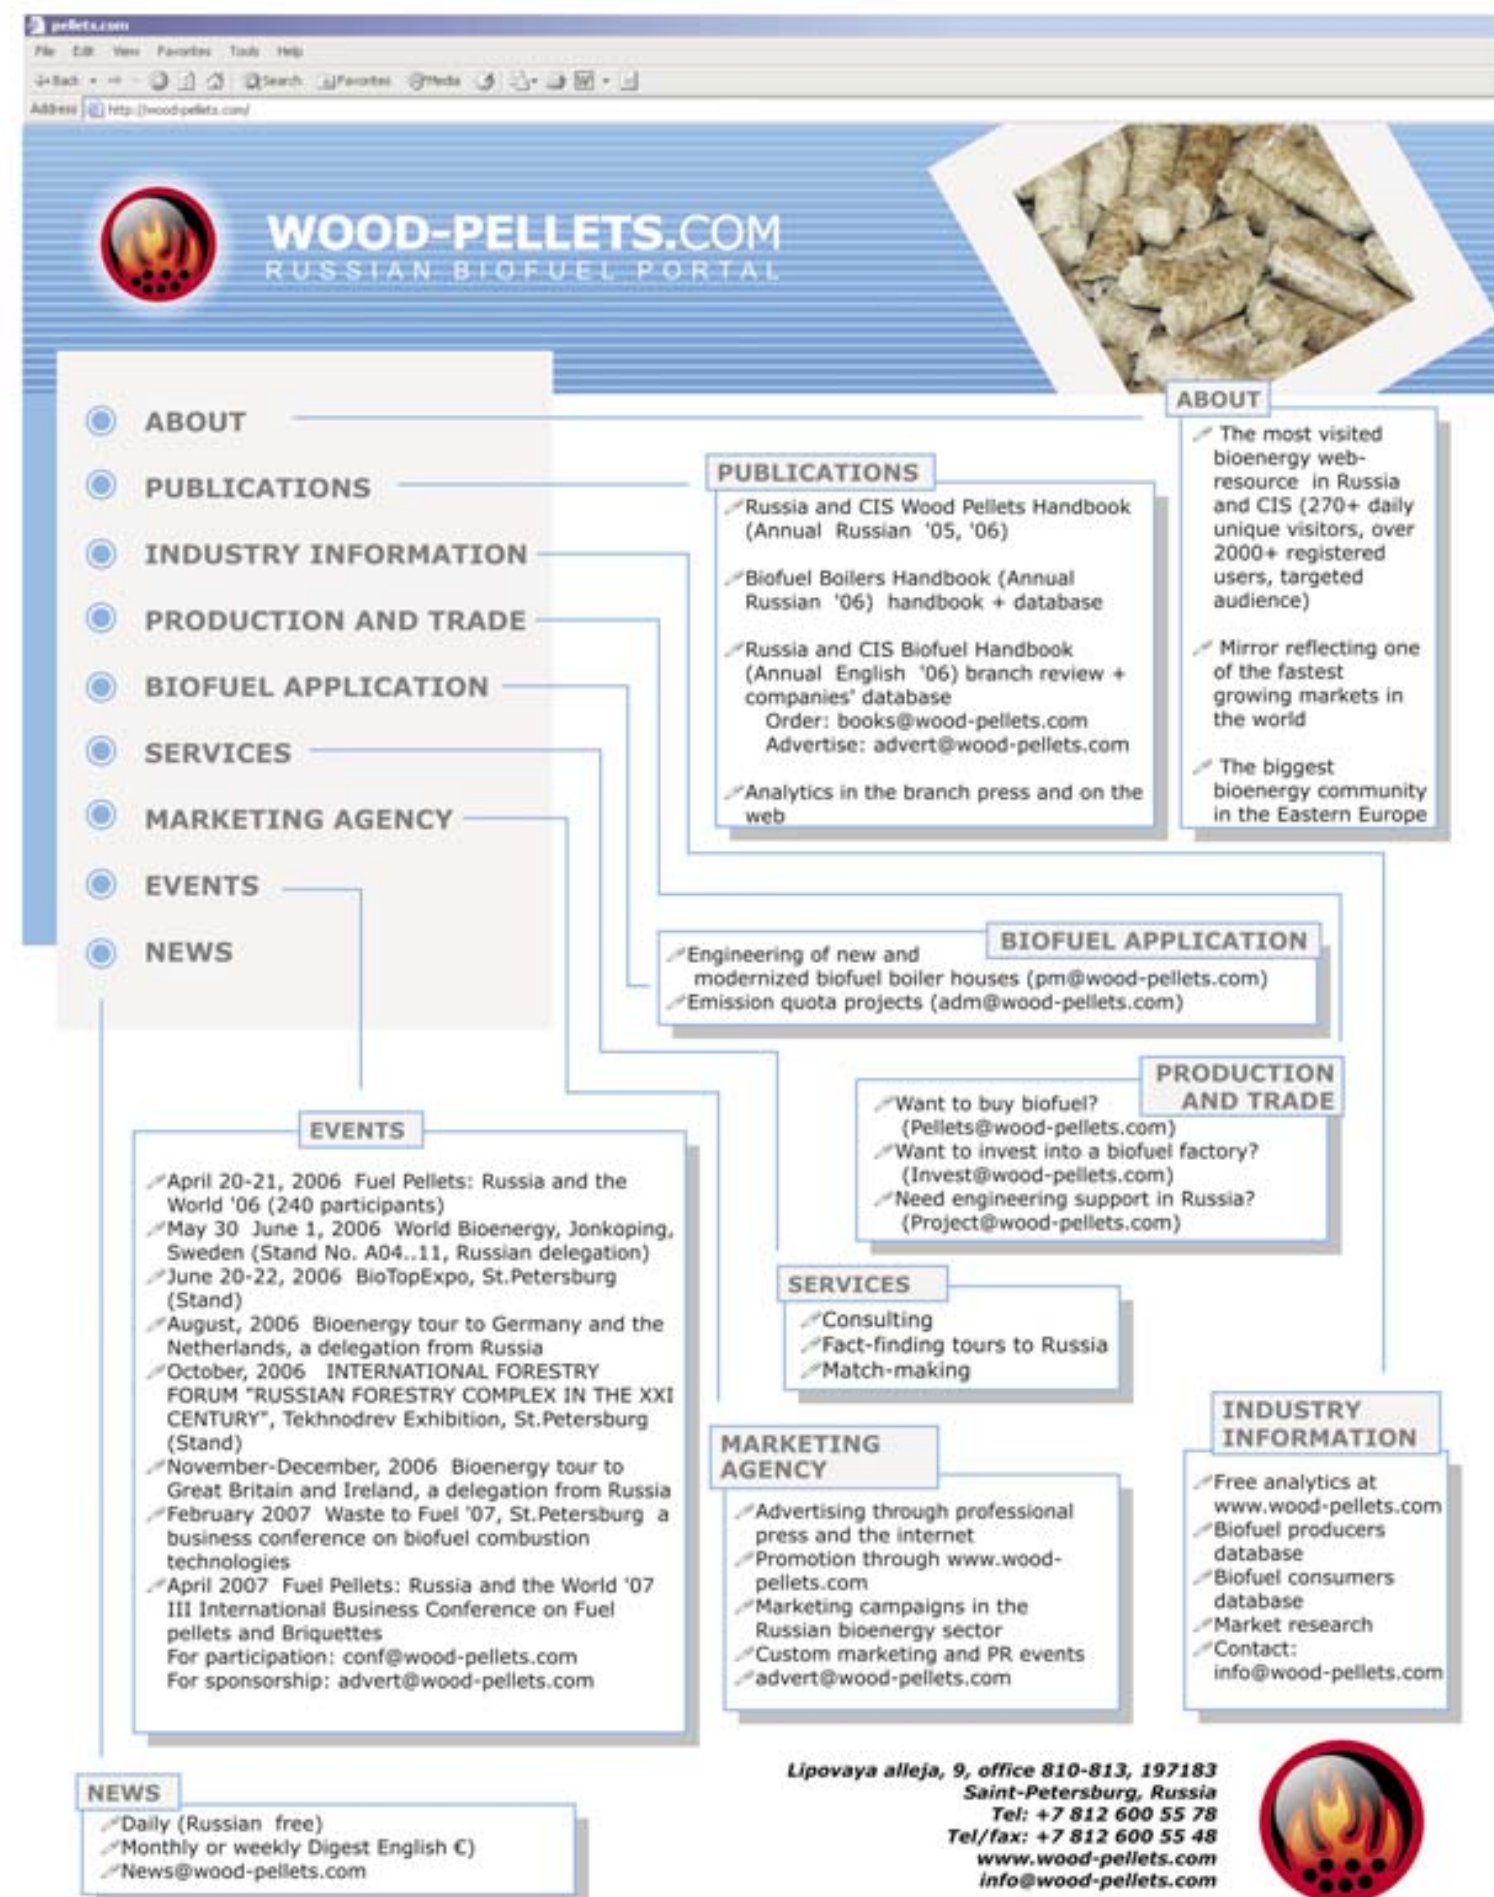 pellets.com
File Edit View Favorites Tools Help
Back Search Favorites Media
Address http://wood-pellets.com/
WOOD-PELLETS.COM
RUSSIAN BIOFUEL PORTAL
ABOUT
PUBLICATIONS
INDUSTRY INFORMATION
PRODUCTION AND TRADE
BIOFUEL APPLICATION
SERVICES
MARKETING AGENCY
EVENTS
NEWS
ABOUT
The most visited
bioenergy web-
resource in Russia
and CIS (270+ daily
unique visitors, over
2000+ registered
users, targeted
audience)
Mirror reflecting one
of the fastest
growing markets in
the world
The biggest
bioenergy community
in the Eastern Europe
PUBLICATIONS
Russia and CIS Wood Pellets Handbook
(Annual Russian '05, '06)
Biofuel Boilers Handbook (Annual
Russian '06) handbook + database
Russia and CIS Biofuel Handbook
(Annual English '06) branch review +
companies' database
Order: books@wood-pellets.com
Advertise: advert@wood-pellets.com
Analytics in the branch press and on the
web
BIOFUEL APPLICATION
Engineering of new and
modernized biofuel boiler houses (pm@wood-pellets.com)
Emission quota projects (adm@wood-pellets.com)
PRODUCTION
AND TRADE
Want to buy biofuel?
(Pellets@wood-pellets.com)
Want to invest into a biofuel factory?
(Invest@wood-pellets.com)
Need engineering support in Russia?
(Project@wood-pellets.com)
EVENTS
April 20-21, 2006 Fuel Pellets: Russia and the
World '06 (240 participants)
May 30 June 1, 2006 World Bioenergy, Jonkoping,
Sweden (Stand No. A04..11, Russian delegation)
June 20-22, 2006 BioTopExpo, St.Petersburg
(Stand)
August, 2006 Bioenergy tour to Germany and the
Netherlands, a delegation from Russia
October, 2006 INTERNATIONAL FORESTRY
FORUM "RUSSIAN FORESTRY COMPLEX IN THE XXI
CENTURY", Tekhnodrev Exhibition, St.Petersburg
(Stand)
November-December, 2006 Bioenergy tour to
Great Britain and Ireland, a delegation from Russia
February 2007 Waste to Fuel '07, St.Petersburg a
business conference on biofuel combustion
technologies
April 2007 Fuel Pellets: Russia and the World '07
III International Business Conference on Fuel
pellets and Briquettes
For participation: conf@wood-pellets.com
For sponsorship: advert@wood-pellets.com
SERVICES
Consulting
Fact-finding tours to Russia
Match-making
MARKETING
AGENCY
Advertising through professional
press and the internet
Promotion through www.wood-
pellets.com
Marketing campaigns in the
Russian bioenergy sector
Custom marketing and PR events
advert@wood-pellets.com
INDUSTRY
INFORMATION
Free analytics at
www.wood-pellets.com
Biofuel producers
database
Biofuel consumers
database
Market research
Contact:
info@wood-pellets.com
NEWS
Daily (Russian free)
Monthly or weekly Digest English €)
News@wood-pellets.com
Lipovaya alleja, 9, office 810-813, 197183
Saint-Petersburg, Russia
Tel: +7 812 600 55 78
Tel/fax: +7 812 600 55 48
www.wood-pellets.com
info@wood-pellets.com